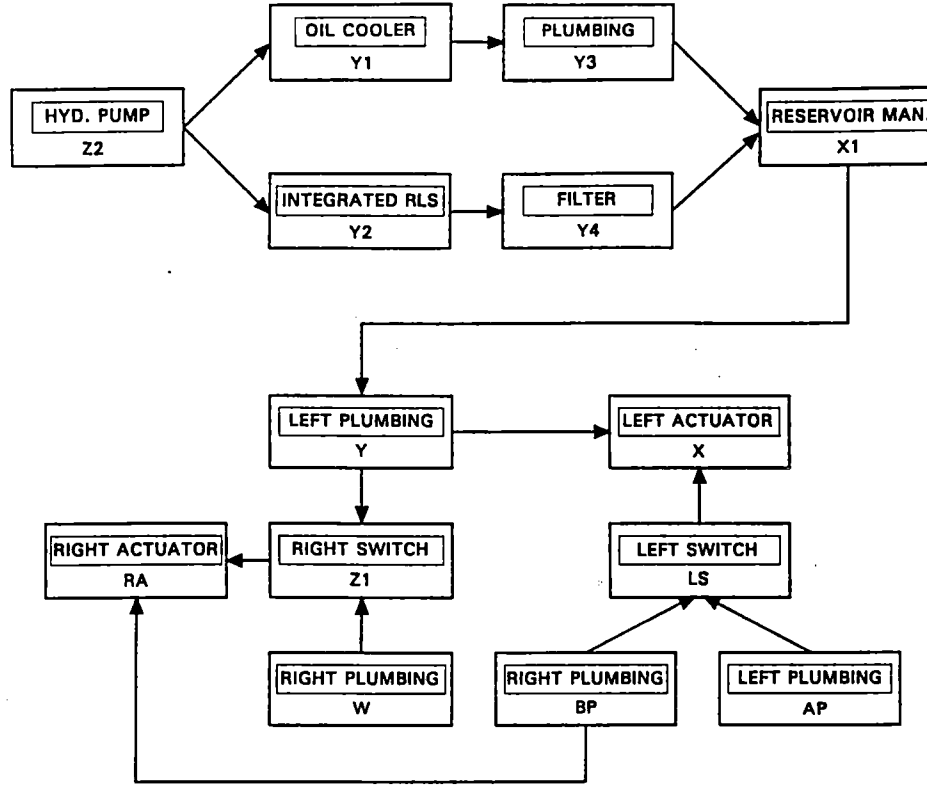 OIL COOLER
Y1
PLUMBING
Y3
HYD. PUMP
Z2
RESERVOIR MAN.
X1
INTEGRATED RLS
Y2
FILTER
Y4
LEFT PLUMBING
Y
LEFT ACTUATOR
X
RIGHT ACTUATOR
RA
RIGHT SWITCH
Z1
LEFT SWITCH
LS
RIGHT PLUMBING
W
RIGHT PLUMBING
BP
LEFT PLUMBING
AP